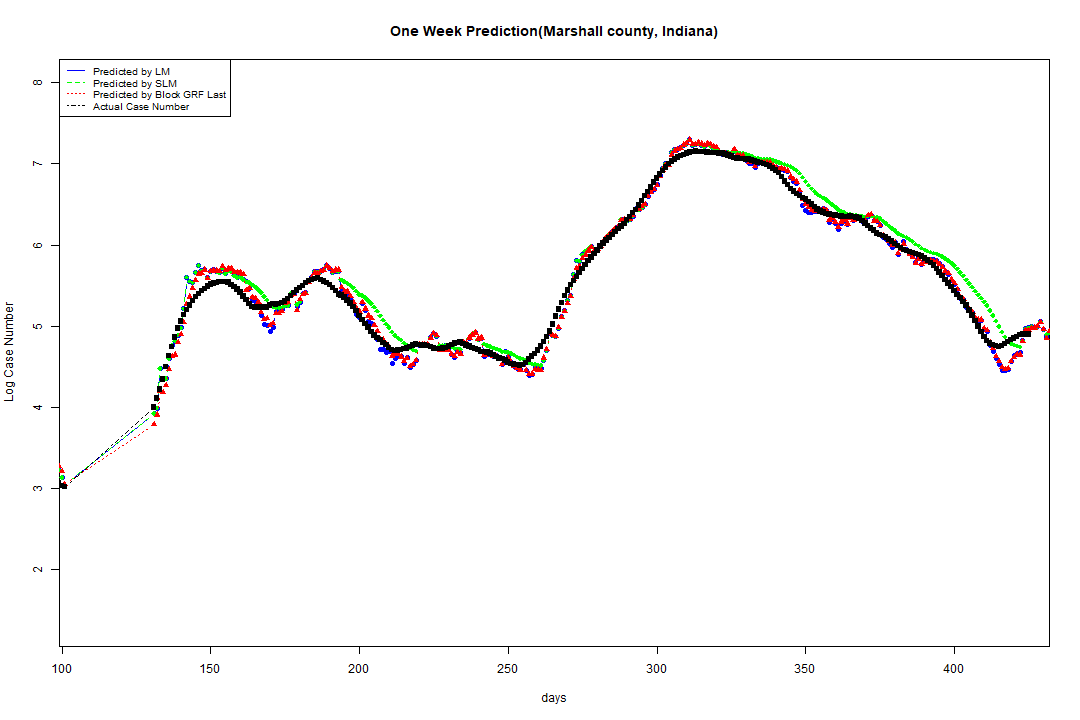 One Week Prediction(Marshall county, Indiana)
Predicted by LM
Predicted by SLM
Predicted by Block GRF Last
Actual Case Number
8
7
6
5
4
3
2
Log Case Number
100 150 200 250 300 350 400
days